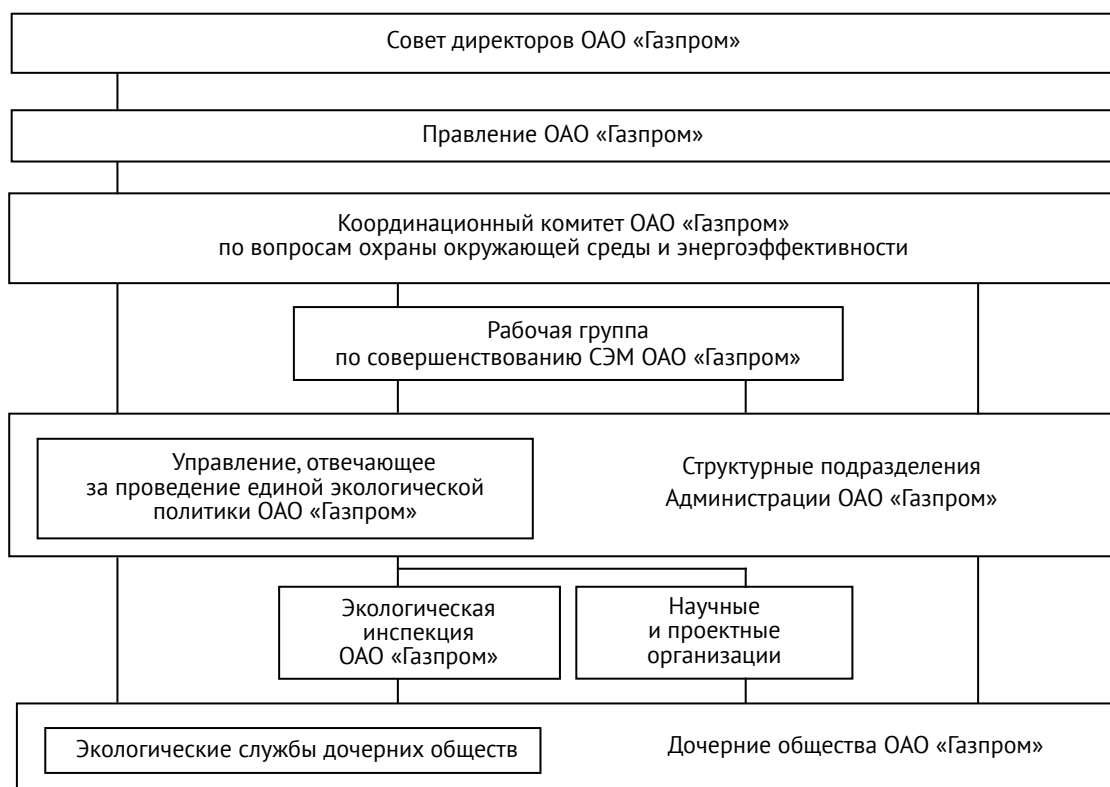 Совет директоров ОАО «Газпром»
Правление ОАО «Газпром»
Координационный комитет ОАО «Газпром»
по вопросам охраны окружающей среды и энергоэффективности
Рабочая группа
по совершенствованию СЭМ ОАО «Газпром»
Управление, отвечающее
за проведение единой экологической
политики ОАО «Газпром»
Структурные подразделения
Администрации ОАО «Газпром»
Экологическая
инспекция
ОАО «Газпром»
Научные
и проектные
организации
Экологические службы дочерних обществ
Дочерние общества ОАО «Газпром»